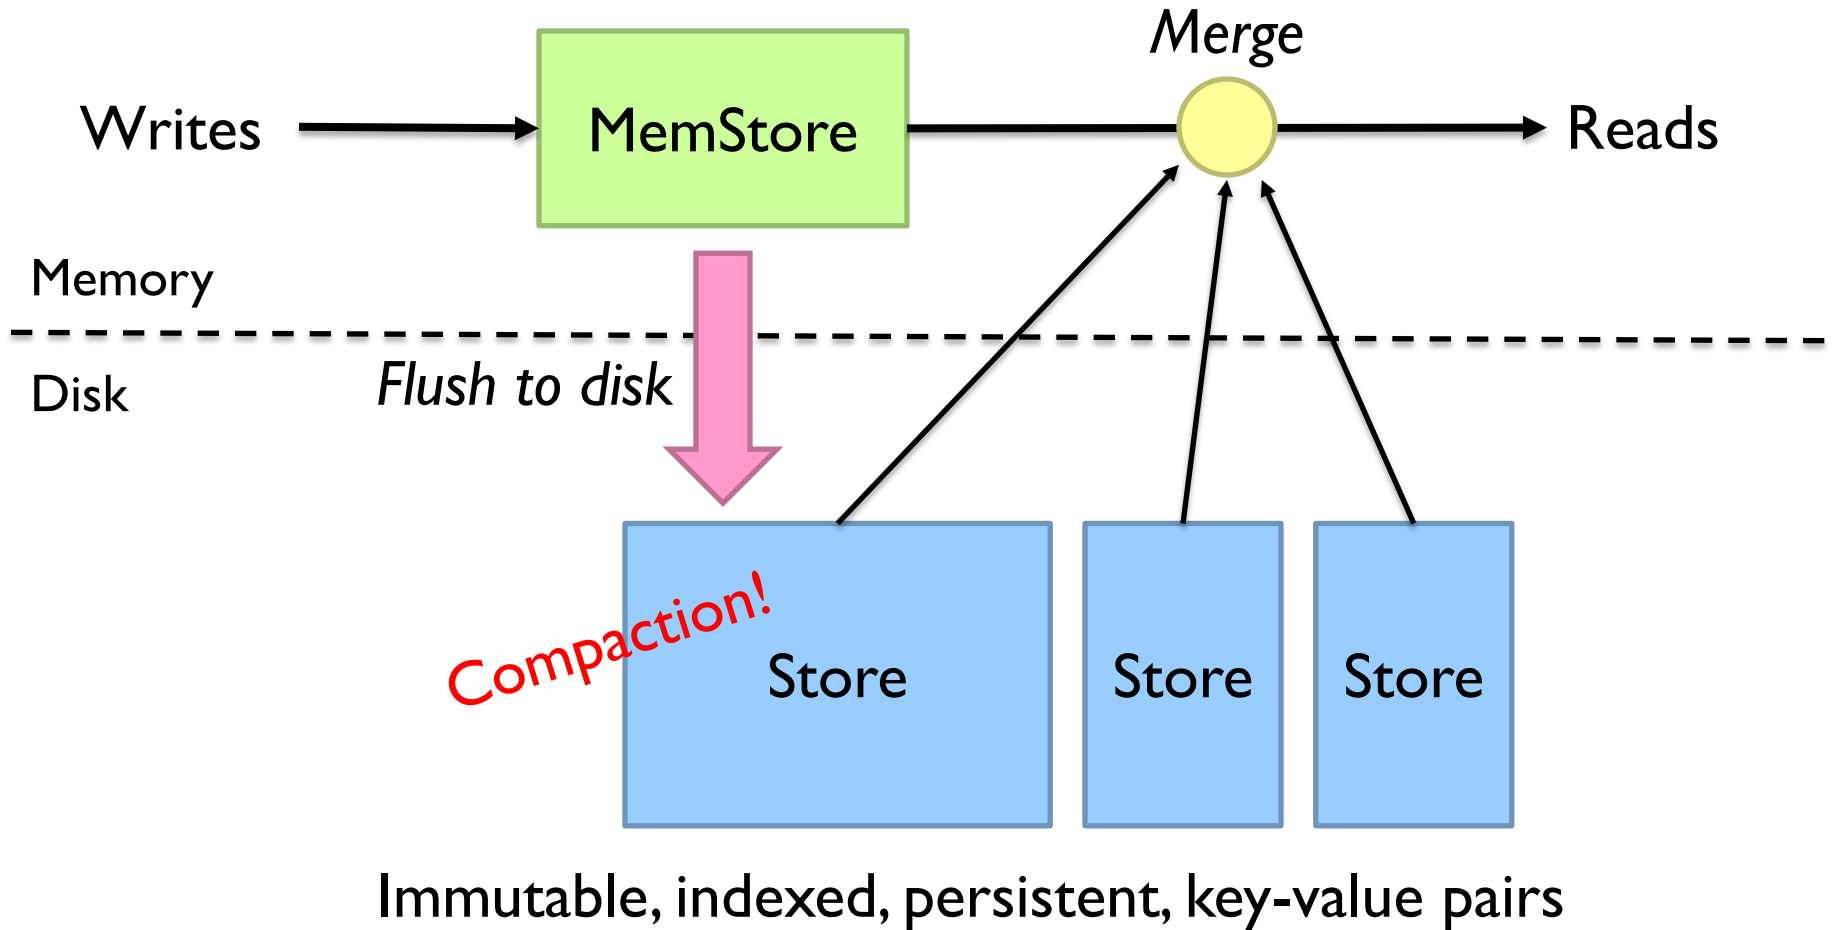 Merge
Writes
MemStore
Reads
Memory
Disk
Flush to disk
Compaction!
Store
Store
Store
Immutable, indexed, persistent, key-value pairs